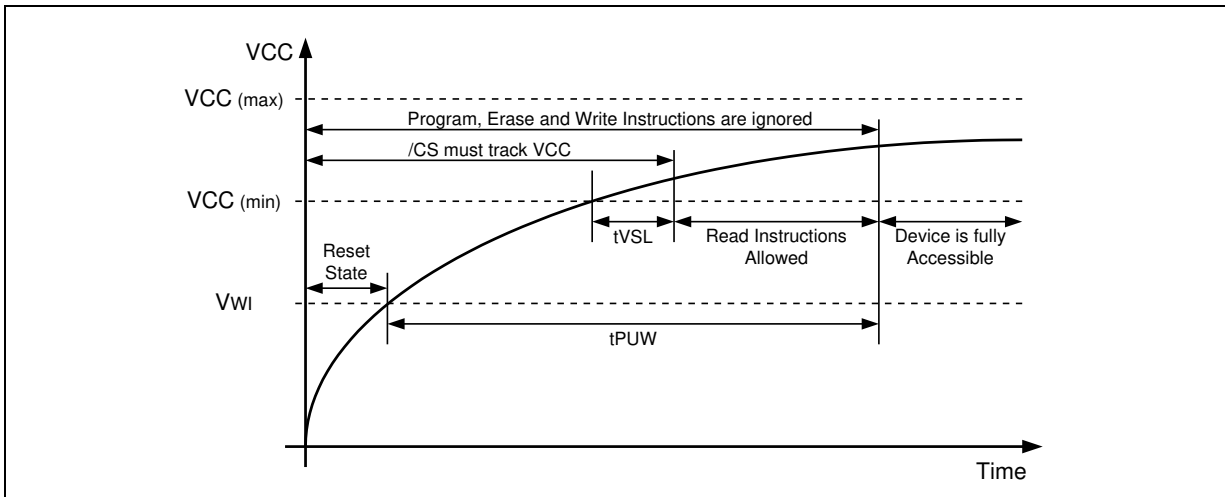 VCC
VCC (max)
Program, Erase and Write Instructions are ignored
/CS must track VCC
VCC (min)
tVSL
Read Instructions
Allowed
Device is fully
Accessible
Reset
State
VWI
tPUW
Time